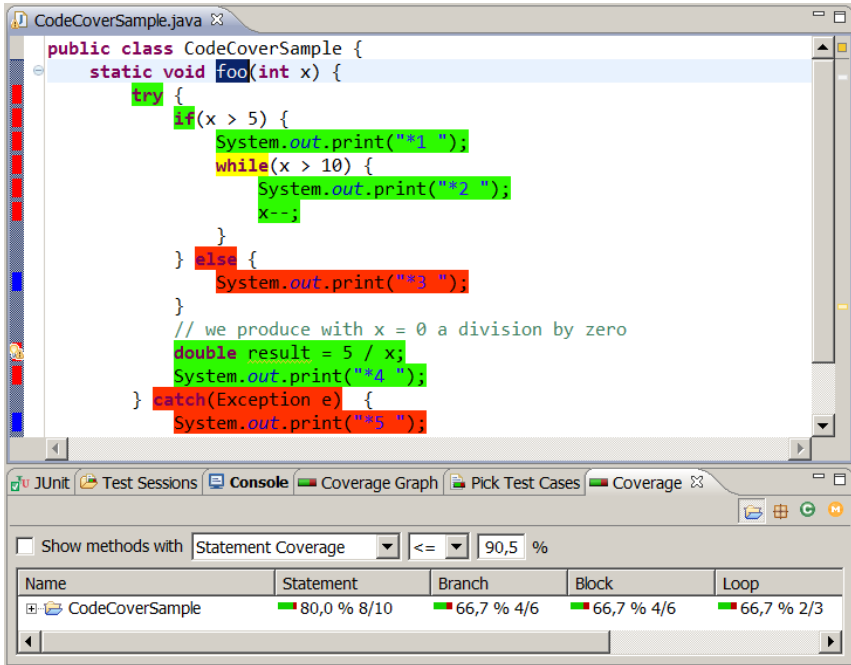 CodeCoverSample.java
public class CodeCoverSample {
static void foo(int x) {
try {
if(x > 5) {
System.out.print("*1 ");
while(x > 10) {
System.out.print("*2 ");
x--;
}
} else {
System.out.print("*3 ");
}
// we produce with x = 0 a division by zero
double result = 5 / x;
System.out.print("*4 ");
} catch(Exception e) {
System.out.print("*5 ");
JU JUnit Test Sessions Console Coverage Graph Pick Test Cases Coverage
C M
Show methods with Statement Coverage <= 90,5 %
Name Statement Branch Block Loop
CodeCoverSample 80,0 % 8/10 66,7 % 4/6 66,7 % 4/6 66,7 % 2/3